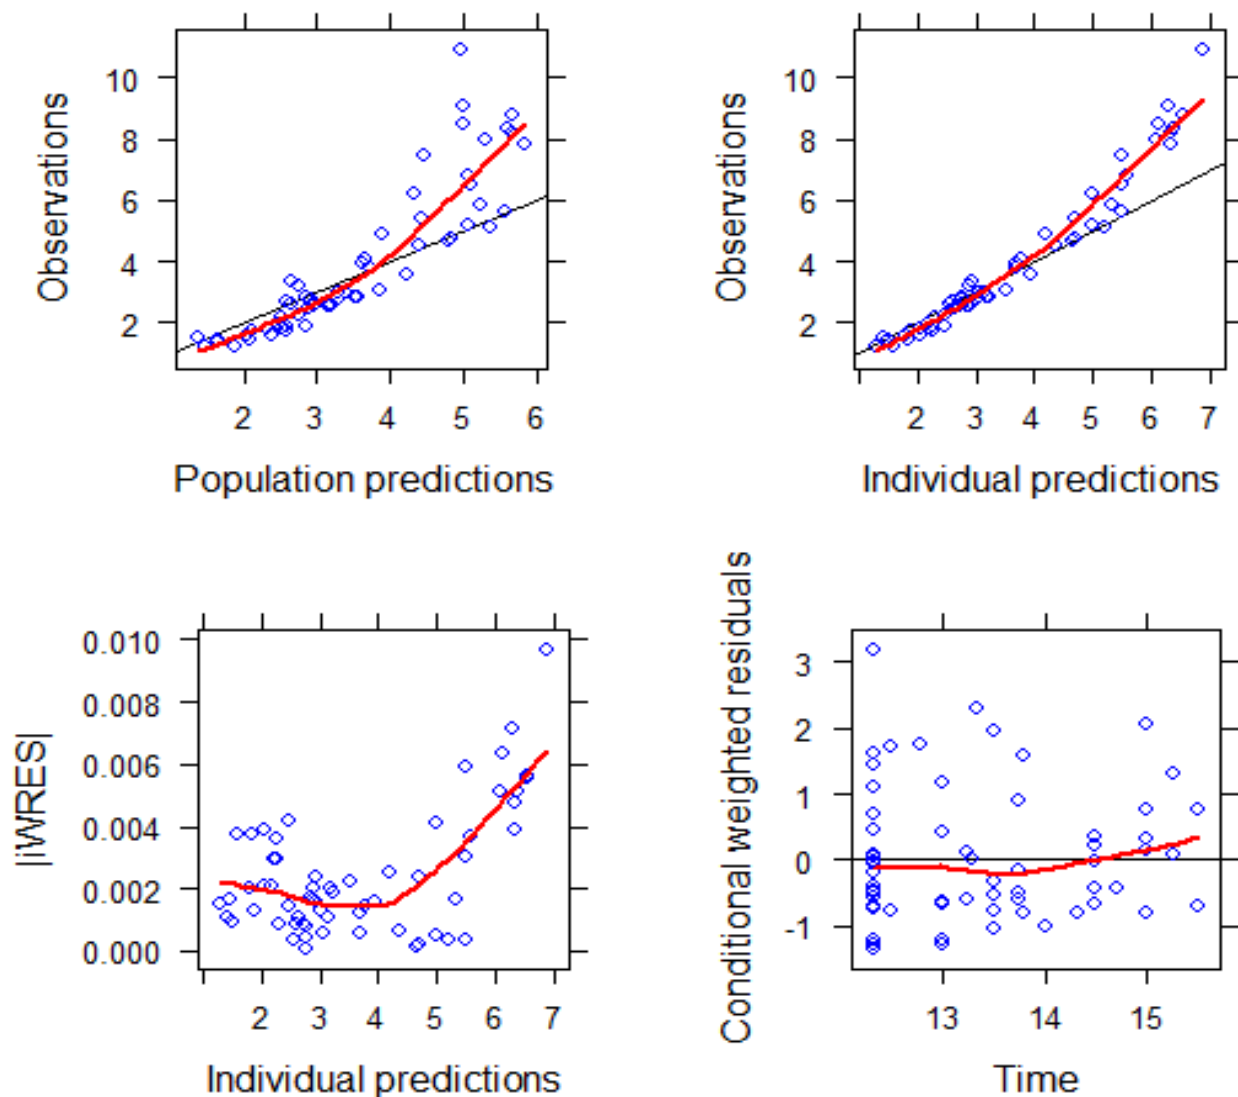 Observations
10
8
6
4
2
2 3 4 5 6
Population predictions
Observations
10
8
6
4
2
2 3 4 5 6 7
Individual predictions
|iWRES|
0.010
0.008
0.006
0.004
0.002
0.000
2 3 4 5 6 7
Individual predictions
Conditional weighted residuals
3
2
1
0
-1
13 14 15
Time